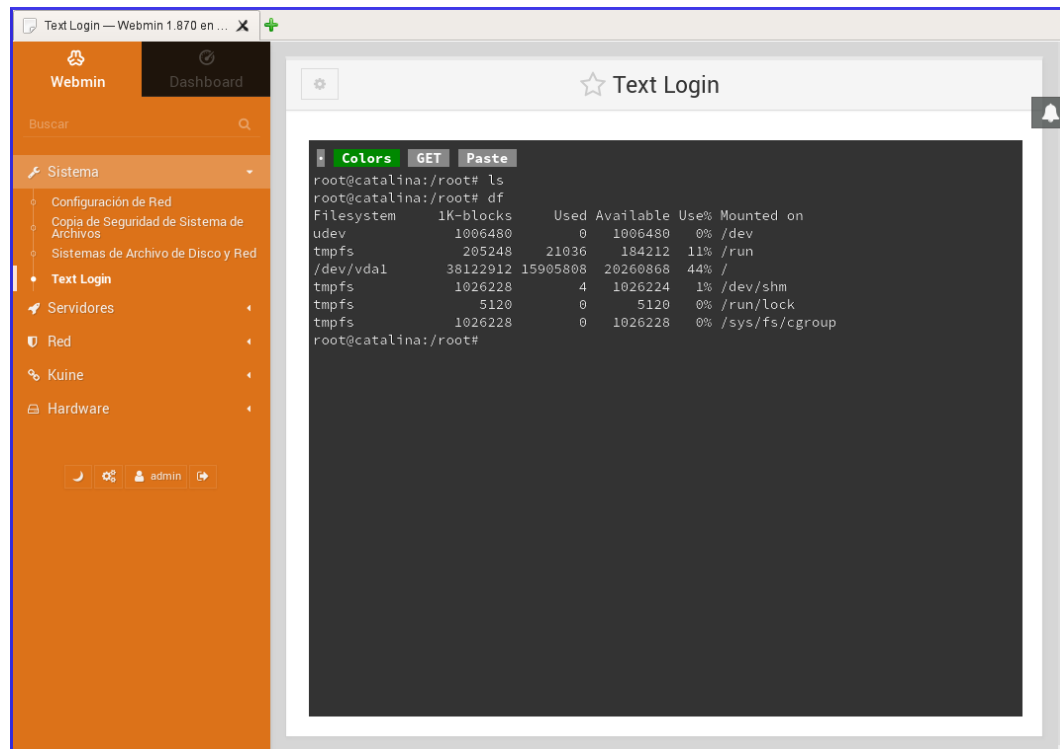 Text Login — Webmin 1.870 en ...
Webmin
Dashboard
Buscar
Sistema
Configuración de Red
Copia de Seguridad de Sistema de
Archivos
Sistemas de Archivo de Disco y Red
Text Login
Servidores
Red
Kuine
Hardware
admin
Text Login
Colors GET Paste
root@catalina:/root# ls
root@catalina:/root# df
Filesystem 1K-blocks Used Available Use% Mounted on
udev 1006480 0 1006480 0% /dev
tmpfs 205248 21036 184212 11% /run
/dev/vda1 38122912 15905808 20260868 44% /
tmpfs 1026228 4 1026224 1% /dev/shm
tmpfs 5120 0 5120 0% /run/lock
tmpfs 1026228 0 1026228 0% /sys/fs/cgroup
root@catalina:/root#